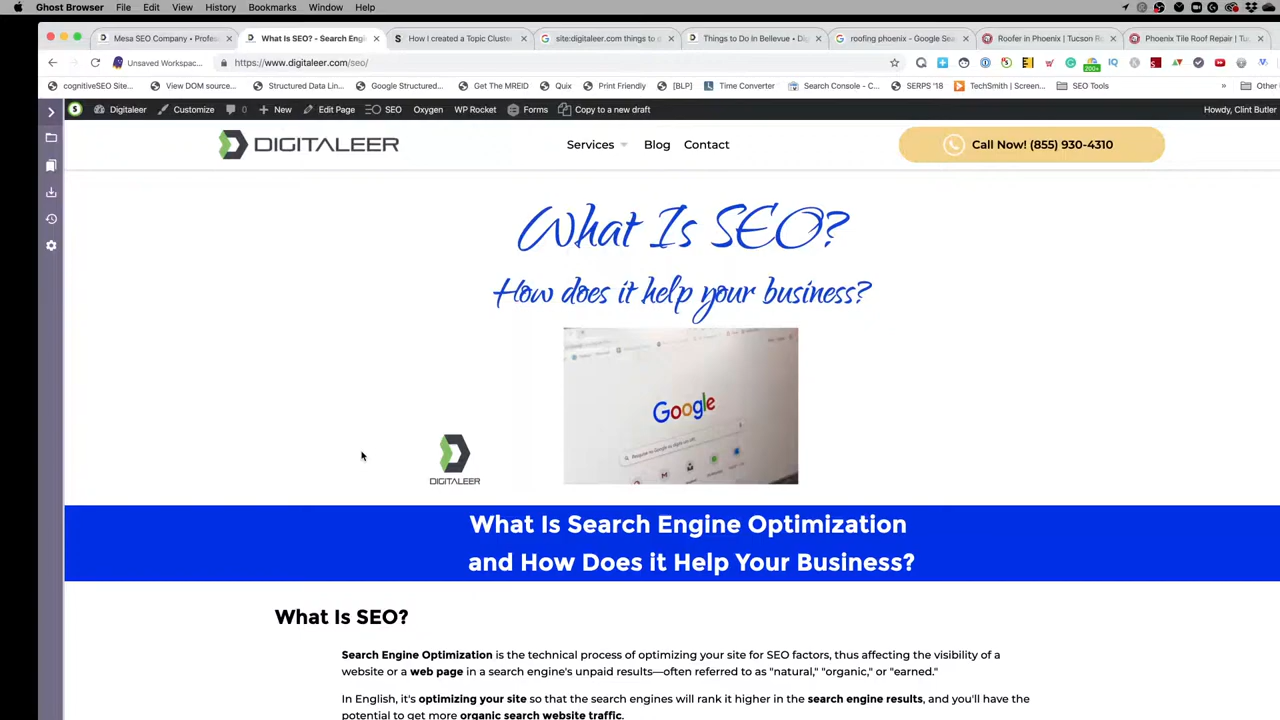 Ghost Browser File Edit View History Bookmarks Window Help
Mesa SEO Company • Profes What Is SEO? - Search Engi How I created a Topic Cluster site:digitaleer.com things to Things to Do In Bellevue • Di roofing phoenix - Google Sea Roofer in Phoenix | Tucson R Phoenix Tile Roof Repair | Tu
Unsaved Workspac... https://www.digitaleer.com/seo/
cognitiveSEO Site... View DOM source... Structured Data Lin... Google Structured... Get The MREID Quix Print Friendly [BLP] Time Converter Search Console - C... SERPS '18 TechSmith | Screen... SEO Tools » Other
Digitaleer Customize 0 New Edit Page SEO Oxygen WP Rocket Forms Copy to a new draft Howdy, Clint Butler
DIGITALEER Services Blog Contact Call Now! (855) 930-4310
What Is SEO?
How does it help your business?
Google
DIGITALEER
What Is Search Engine Optimization
and How Does it Help Your Business?
What Is SEO?
Search Engine Optimization is the technical process of optimizing your site for SEO factors, thus affecting the visibility of a
website or a web page in a search engine's unpaid results—often referred to as "natural," "organic," or "earned."
In English, it's optimizing your site so that the search engines will rank it higher in the search engine results, and you'll have the
potential to get more organic search website traffic.